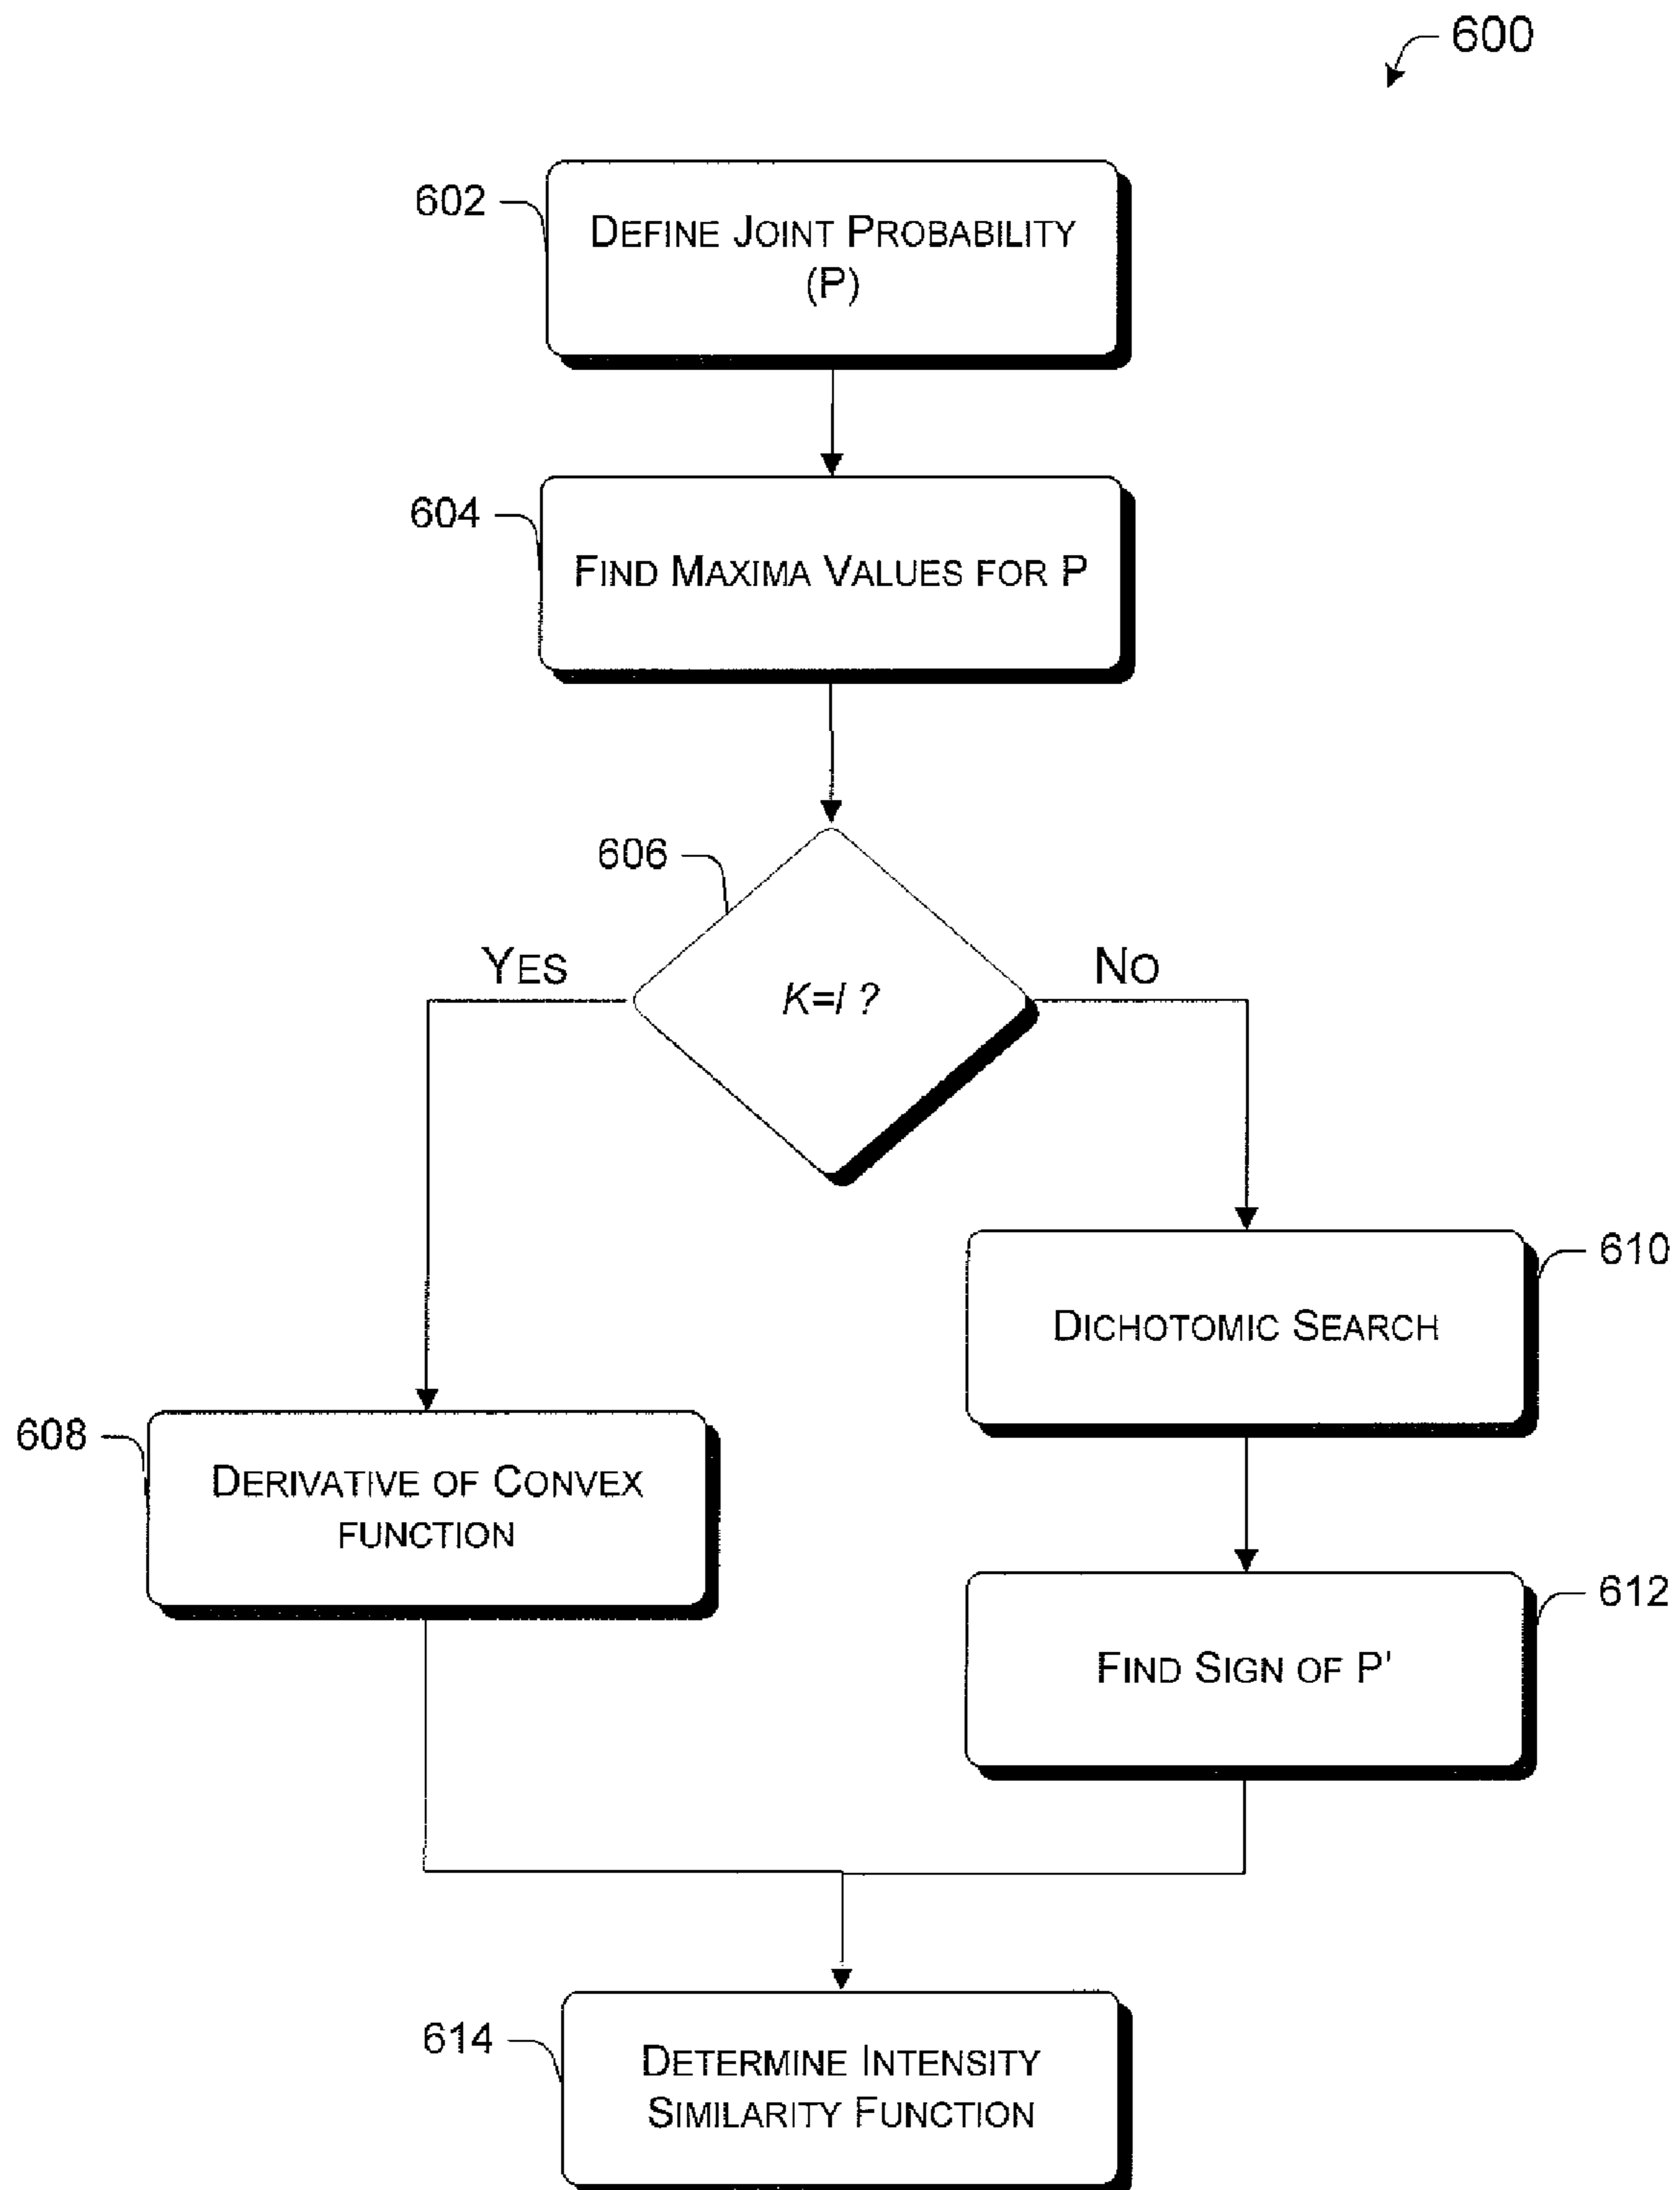 600
602
DEFINE JOINT PROBABILITY
(P)
604
FIND MAXIMA VALUES FOR P
606
YES
NO
K=I ?
610
DICHOTOMIC SEARCH
608
DERIVATIVE OF CONVEX
FUNCTION
612
FIND SIGN OF P'
614
DETERMINE INTENSITY
SIMILARITY FUNCTION